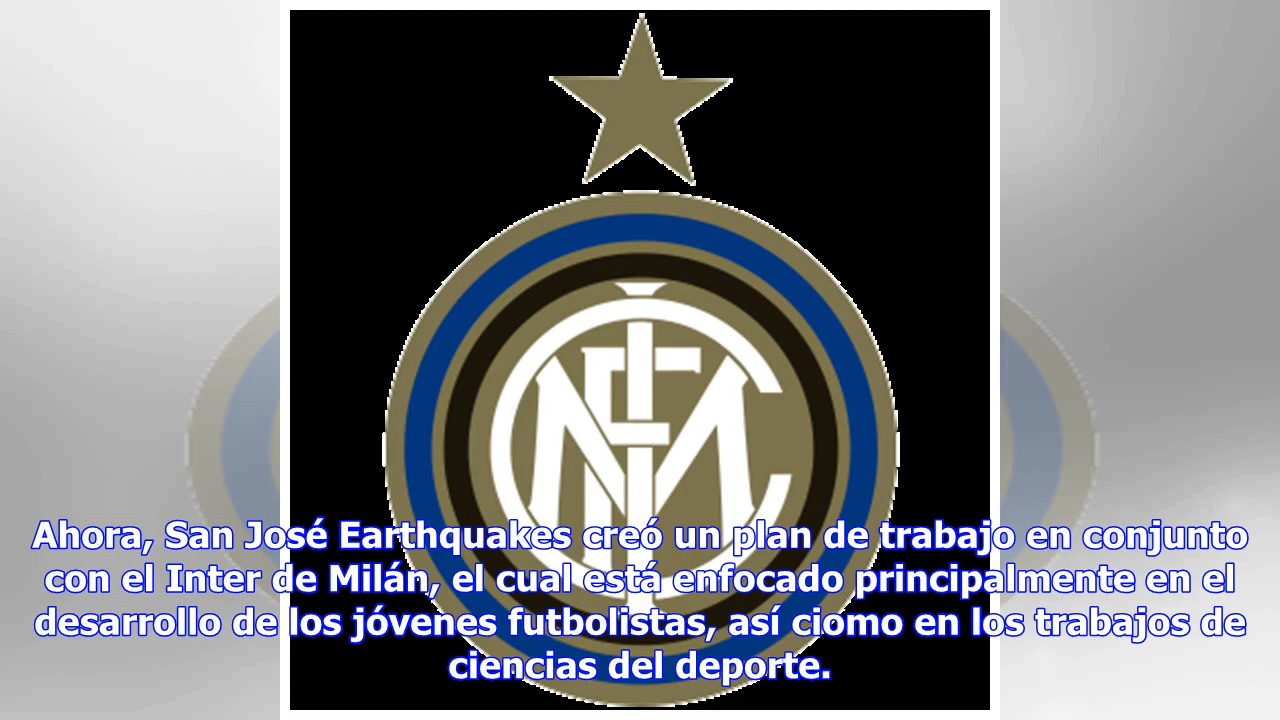 Ahora, San José Earthquakes creó un plan de trabajo en conjunto
con el Inter de Milán, el cual está enfocado principalmente en el
desarrollo de los jóvenes futbolistas, así ciomo en los trabajos de
ciencias del deporte.